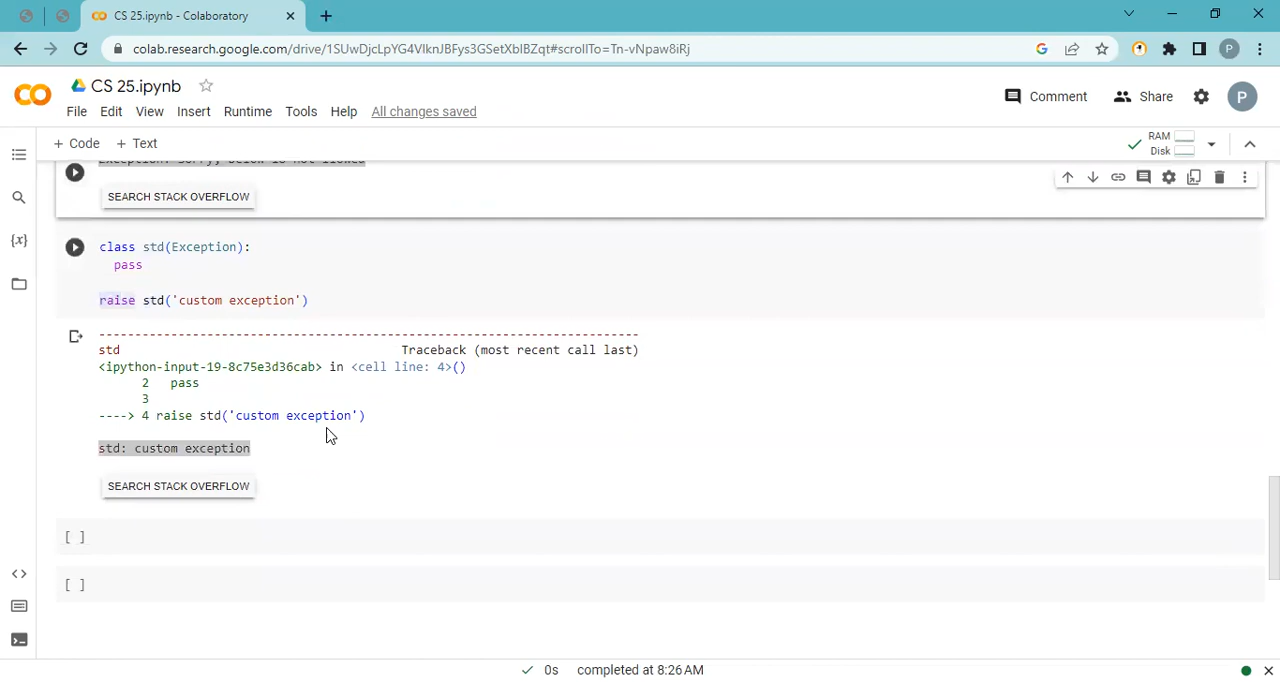 CS 25.ipynb - Colaboratory
colab.research.google.com/drive/1SUwDjcLpYG4VlknJBFys3GSetXblBZqt#scrollTo=Tn-vNpaw8iRj
P
CS 25.ipynb
Comment
Share
P
File Edit View Insert Runtime Tools Help All changes saved
+ Code + Text
RAM
Disk
SEARCH STACK OVERFLOW
class std(Exception):
pass
raise std('custom exception')
---------------------------------------------------------------------------
std Traceback (most recent call last)
<ipython-input-19-8c75e3d36cab> in <cell line: 4>()
2 pass
3
----> 4 raise std('custom exception')
std: custom exception
SEARCH STACK OVERFLOW
[ ]
[ ]
0s completed at 8:26 AM